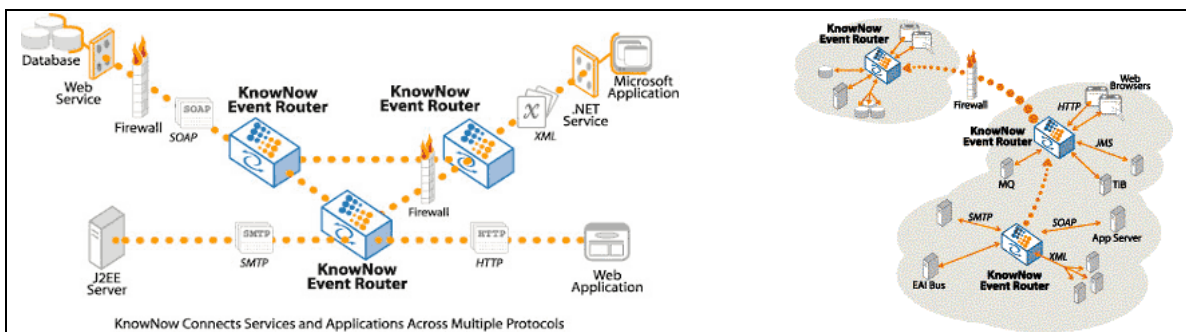 Database
Web
Service
Firewall
SOAP
SOAP
KnowNow
Event Router
KnowNow
Event Router
X
XML
.NET
Service
Microsoft
Application
Firewall
J2EE
Server
SMTP
SMTP
KnowNow
Event Router
HTTP
HTTP
Web
Application
KnowNow Connects Services and Applications Across Multiple Protocols
KnowNow
Event Router
Firewall
Web
Browsers
HTTP
KnowNow
Event Router
JMS
MQ
TIB
SMTP
SOAP
App Server
EAI Bus
KnowNow
Event Router
XML